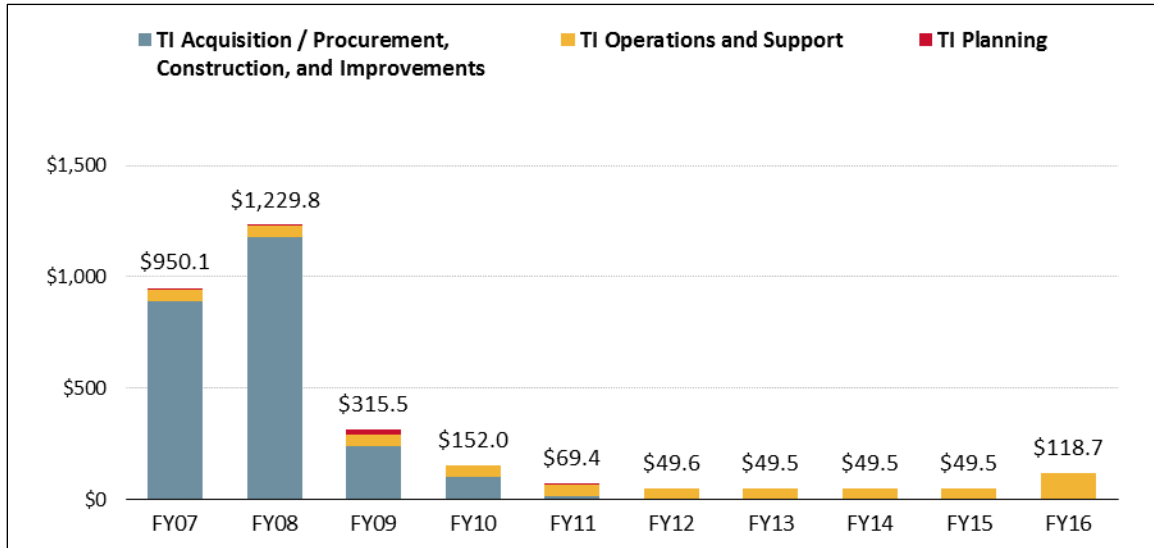 TI Acquisition / Procurement, Construction, and Improvements
TI Operations and Support
TI Planning
$1,500
$1,000
$500
$0
$950.1
$1,229.8
$315.5
$152.0
$69.4
$49.6
$49.5
$49.5
$49.5
$118.7
FY07
FY08
FY09
FY10
FY11
FY12
FY13
FY14
FY15
FY16